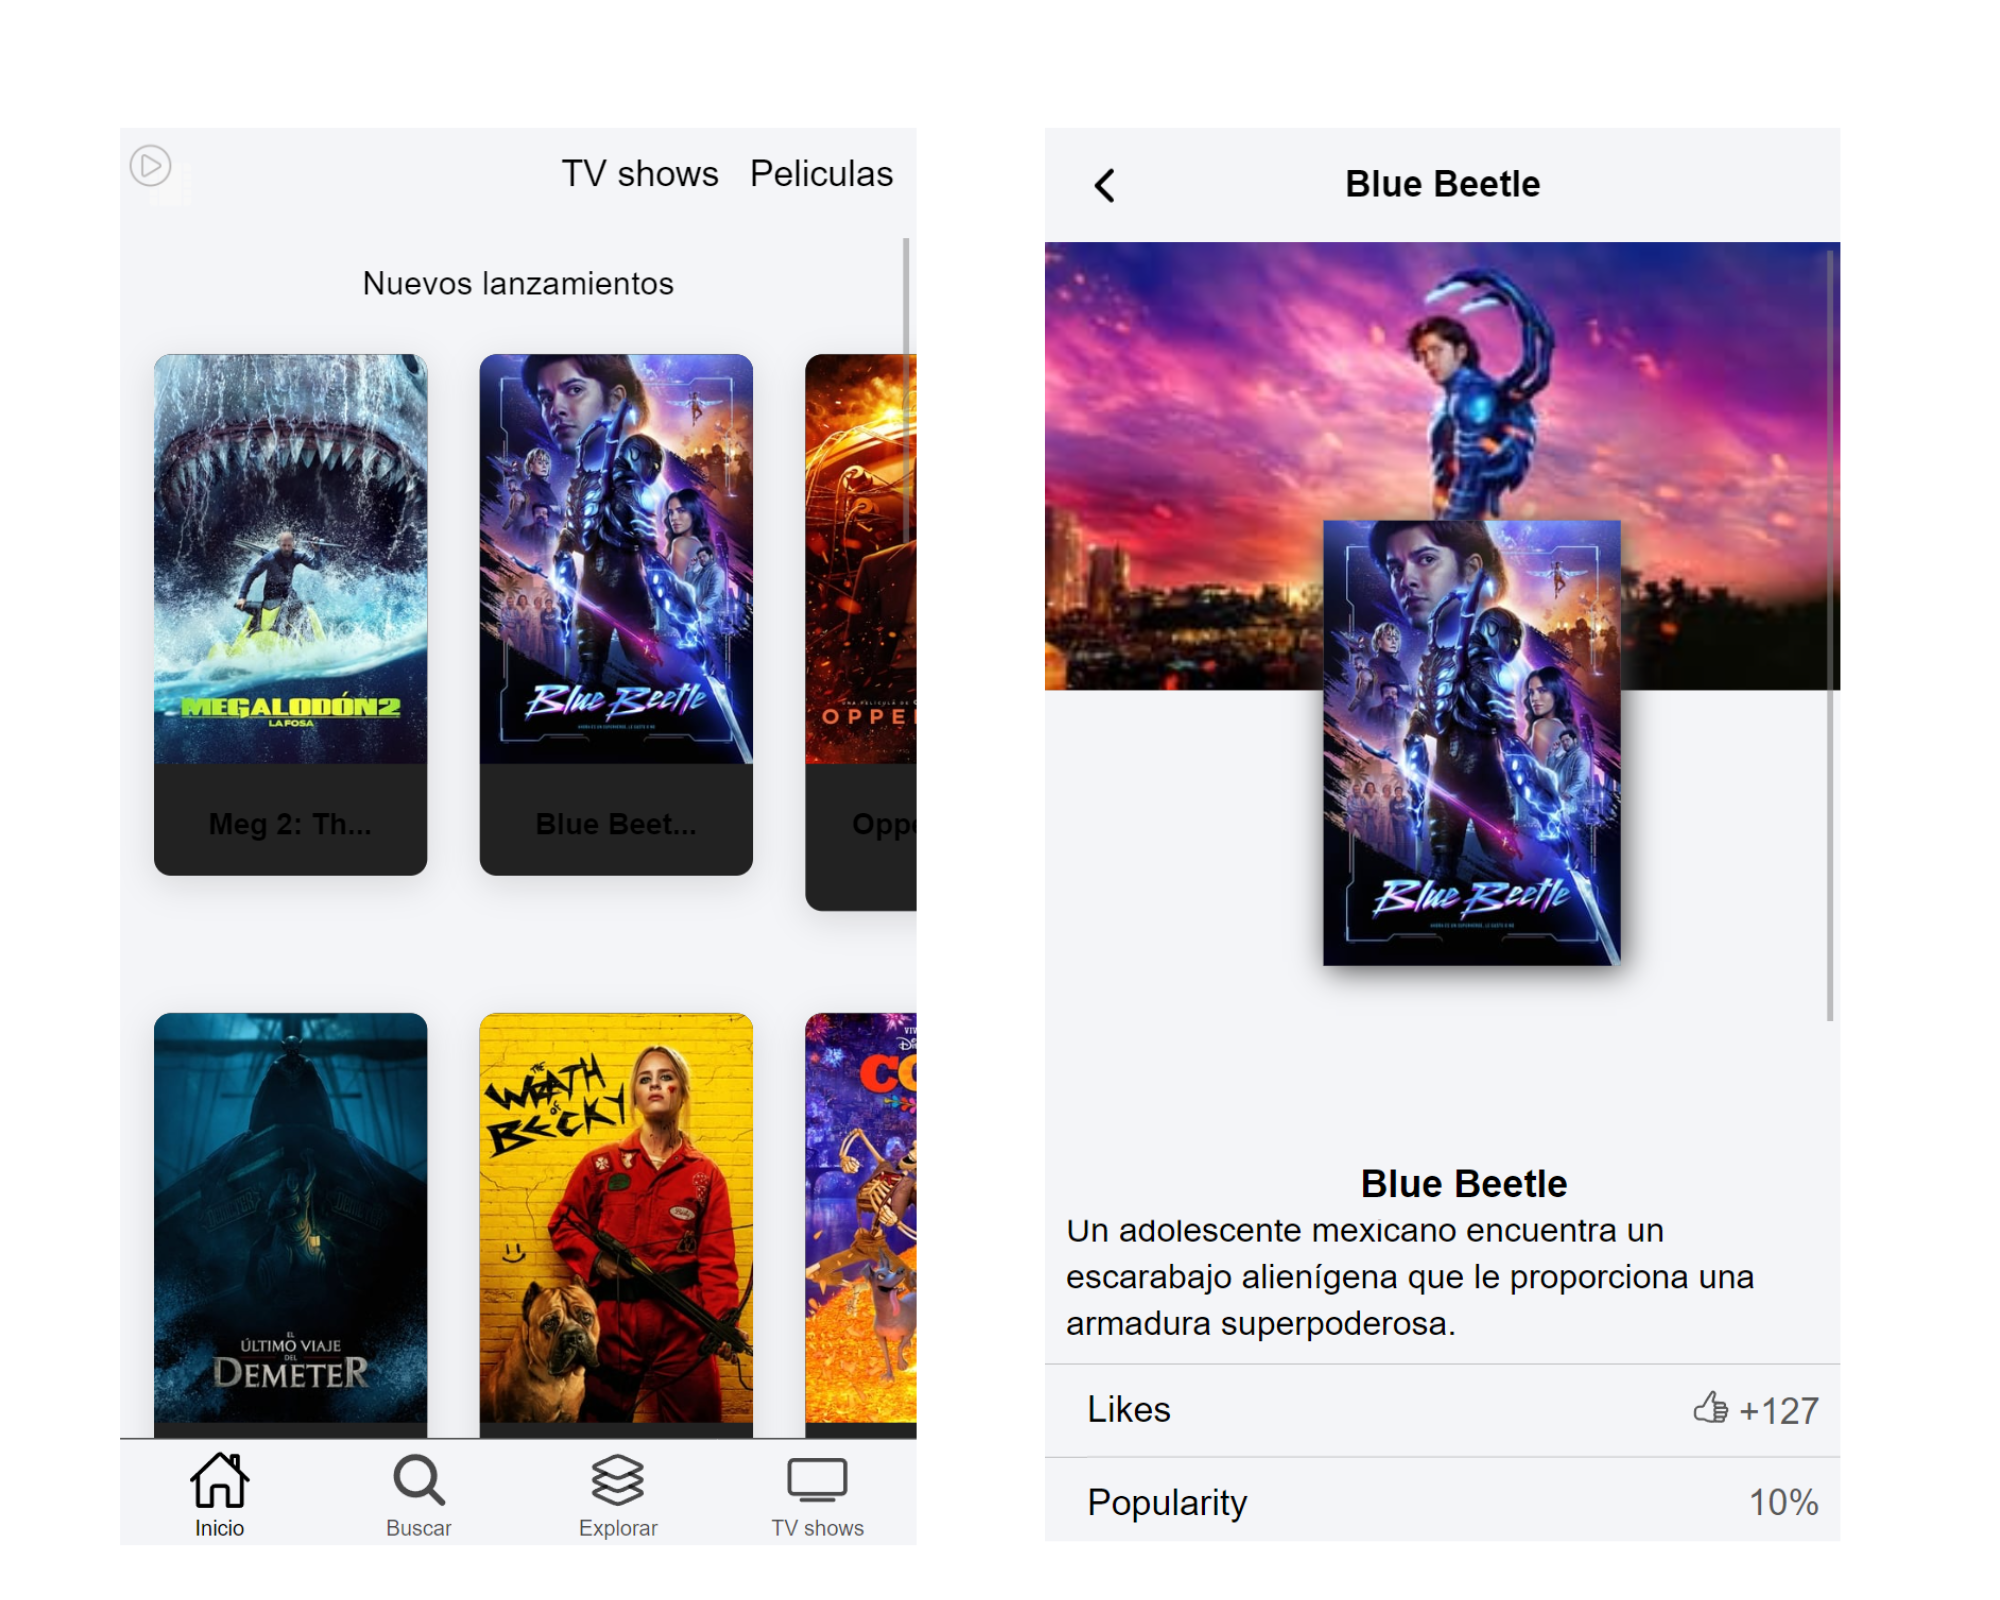 TV shows Peliculas
Nuevos lanzamientos
MEGALODÓN2
LA FOSA
Blue Beetle
OPPE
Meg 2: Th...
Blue Beet...
Opp
EL
ÚLTIMO VIAJE
DEL
DEMETER
THE
WRATH
OF
BECKY
CO
Inicio
Buscar
Explorar
TV shows
Blue Beetle
Blue Beetle
Blue Beetle
Un adolescente mexicano encuentra un
escarabajo alienígena que le proporciona una
armadura superpoderosa.
Likes +127
Popularity 10%